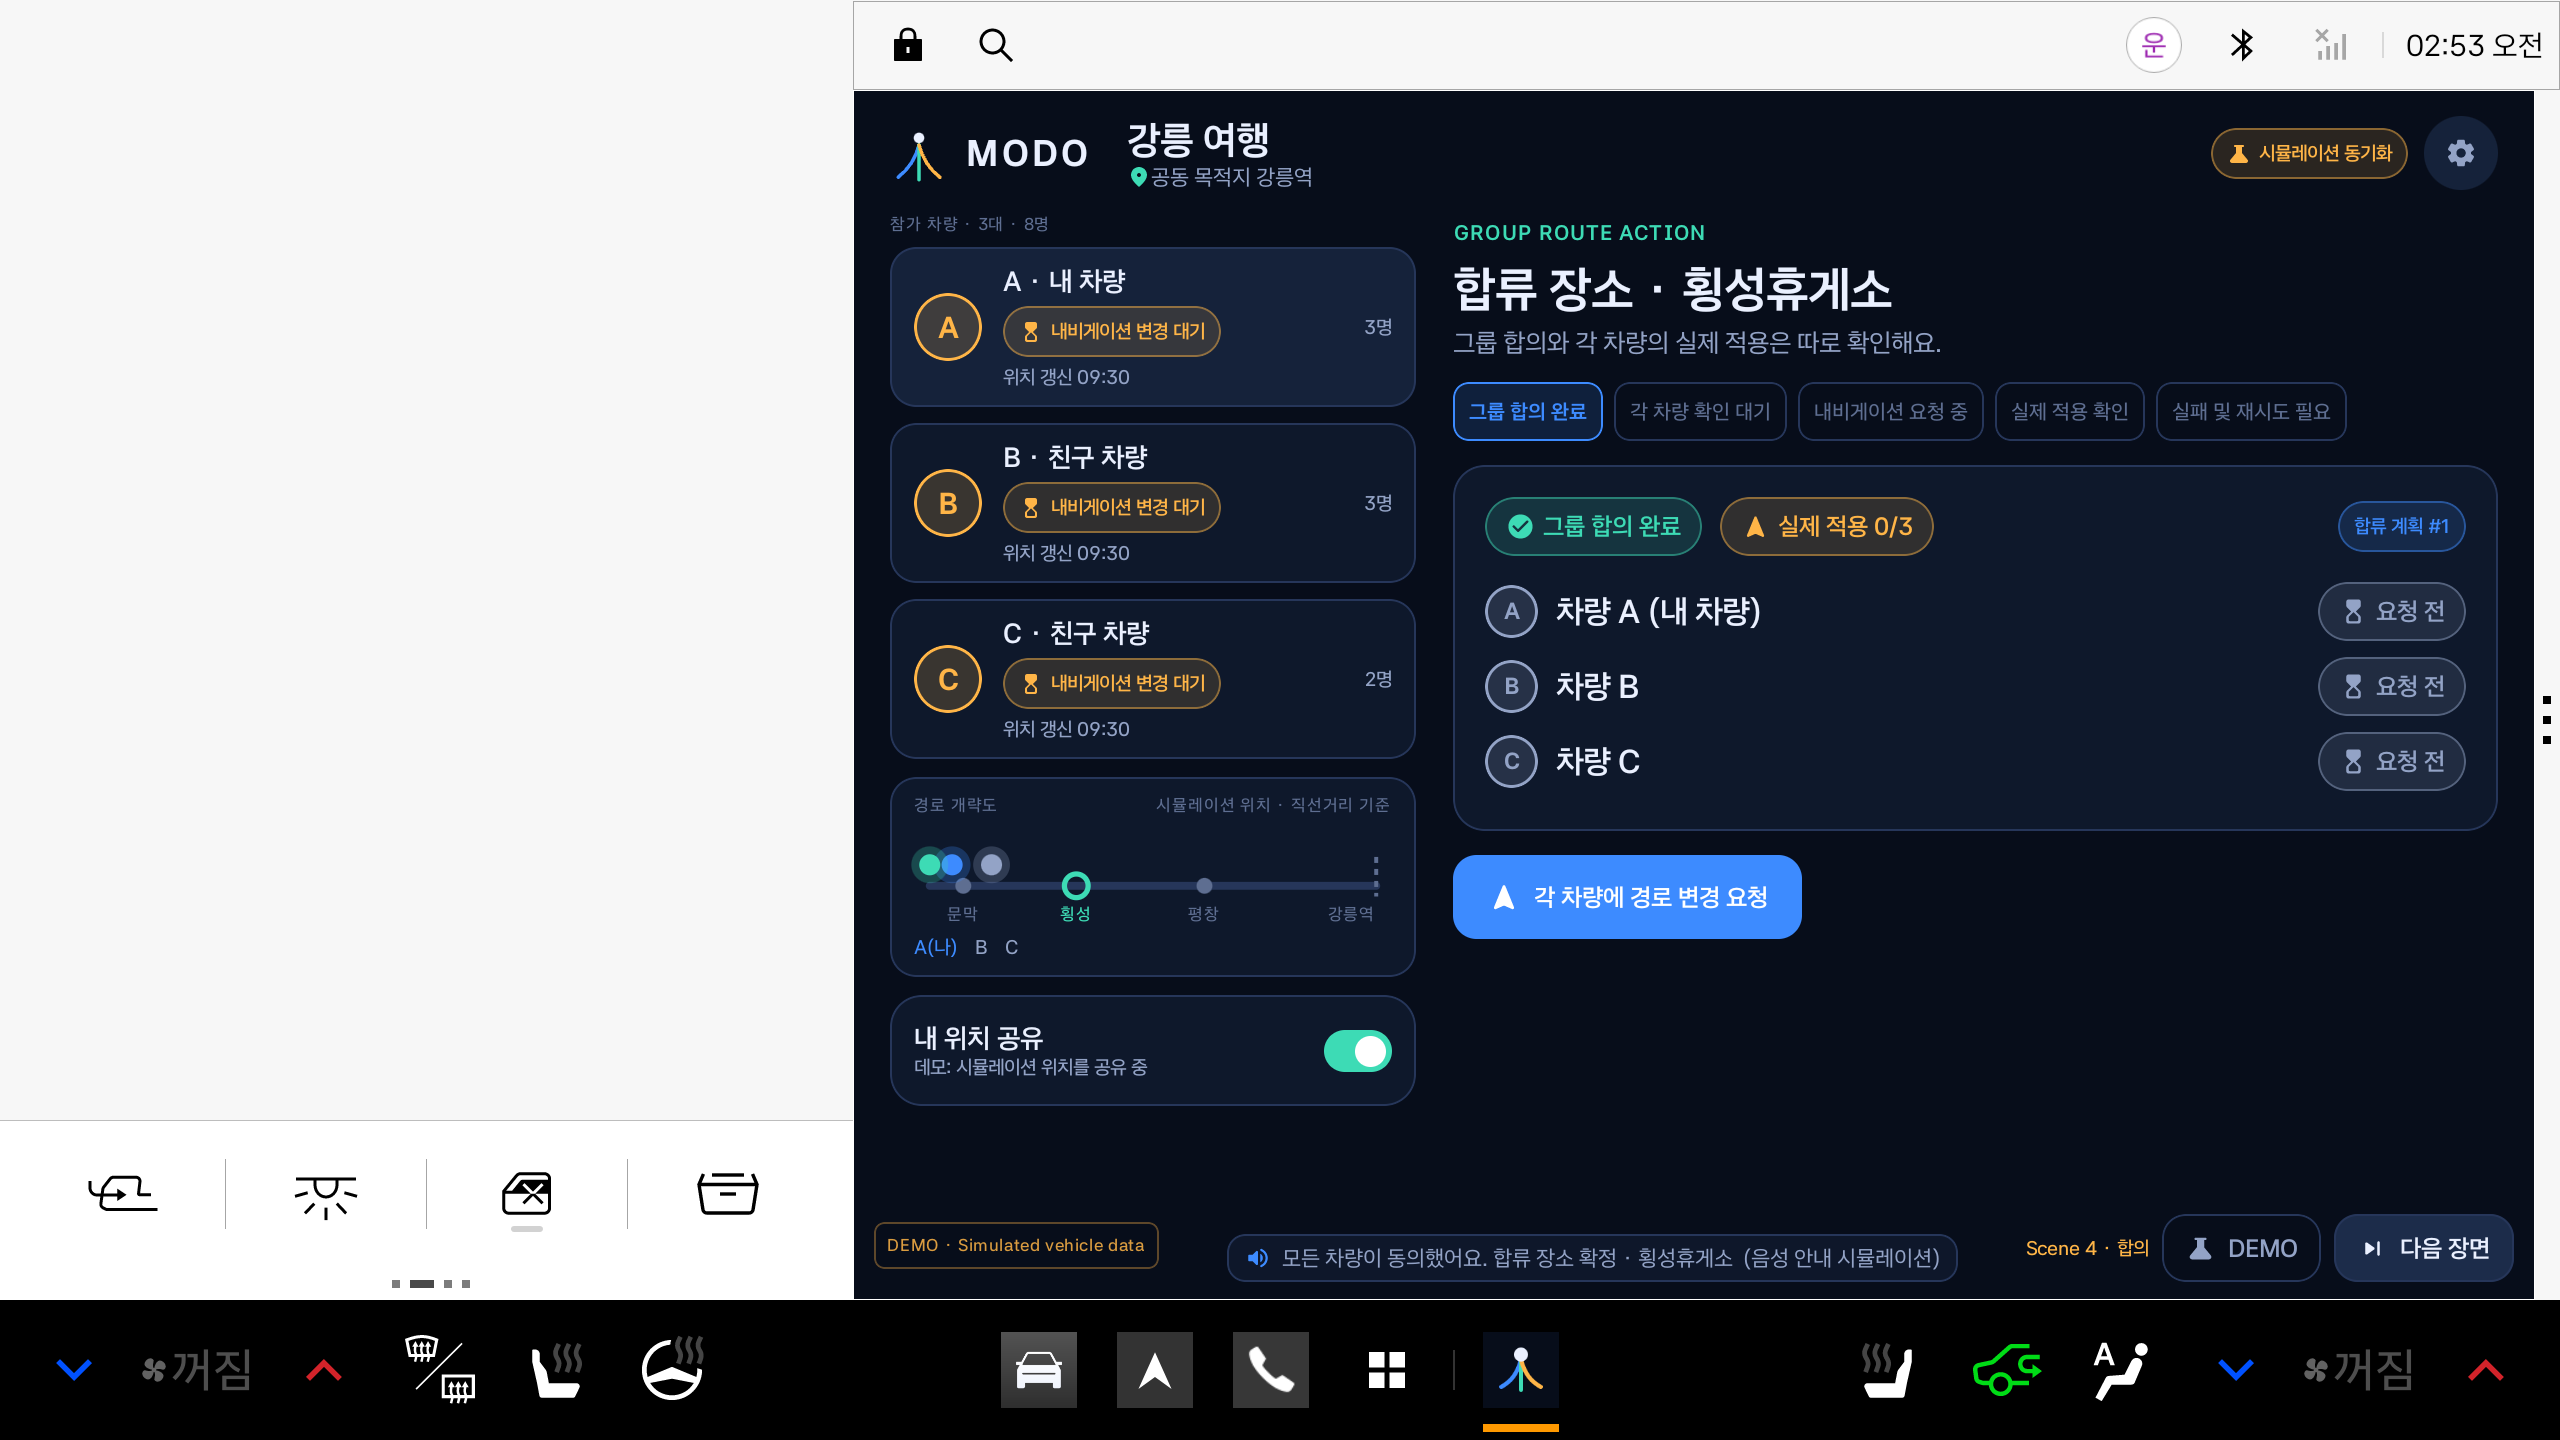 운
02:53 오전
MODO
강릉 여행
공동 목적지 강릉역
시뮬레이션 동기화
참가 차량 · 3대 · 8명
A
A · 내 차량
내비게이션 변경 대기
위치 갱신 09:30
3명
B
B · 친구 차량
내비게이션 변경 대기
위치 갱신 09:30
3명
C
C · 친구 차량
내비게이션 변경 대기
위치 갱신 09:30
2명
경로 개략도
시뮬레이션 위치 · 직선거리 기준
문막
횡성
평창
강릉역
A(나) B C
내 위치 공유
데모: 시뮬레이션 위치를 공유 중
GROUP ROUTE ACTION
합류 장소 · 횡성휴게소
그룹 합의와 각 차량의 실제 적용은 따로 확인해요.
그룹 합의 완료
각 차량 확인 대기
내비게이션 요청 중
실제 적용 확인
실패 및 재시도 필요
그룹 합의 완료
실제 적용 0/3
합류 계획 #1
A 차량 A (내 차량) 요청 전
B 차량 B 요청 전
C 차량 C 요청 전
각 차량에 경로 변경 요청
DEMO · Simulated vehicle data
모든 차량이 동의했어요. 합류 장소 확정 · 횡성휴게소 (음성 안내 시뮬레이션)
Scene 4 · 합의
DEMO
다음 장면
꺼짐
A
꺼짐